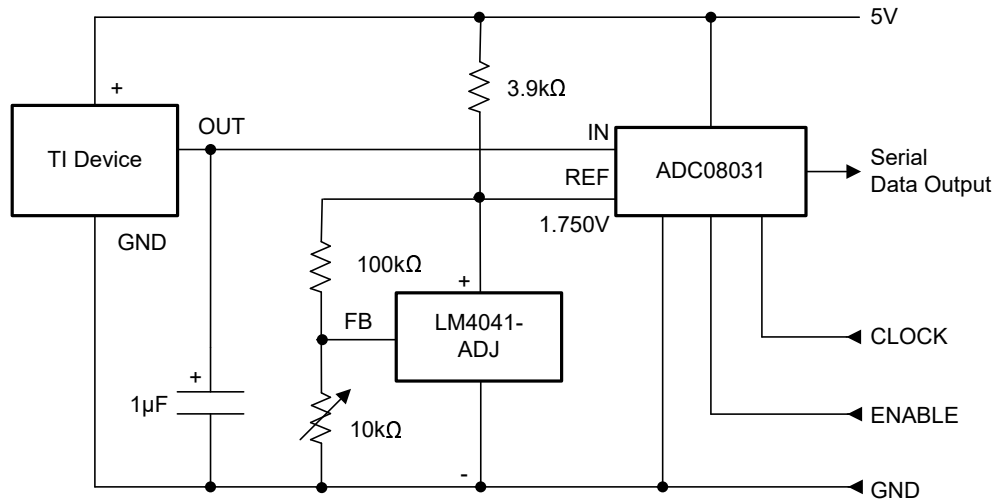 5V
+
3.9kΩ
OUT
IN
TI Device
ADC08031
Serial
Data Output
REF
GND
1.750V
100kΩ
+
FB
LM4041-
ADJ
CLOCK
+
1µF
10kΩ
ENABLE
-
GND